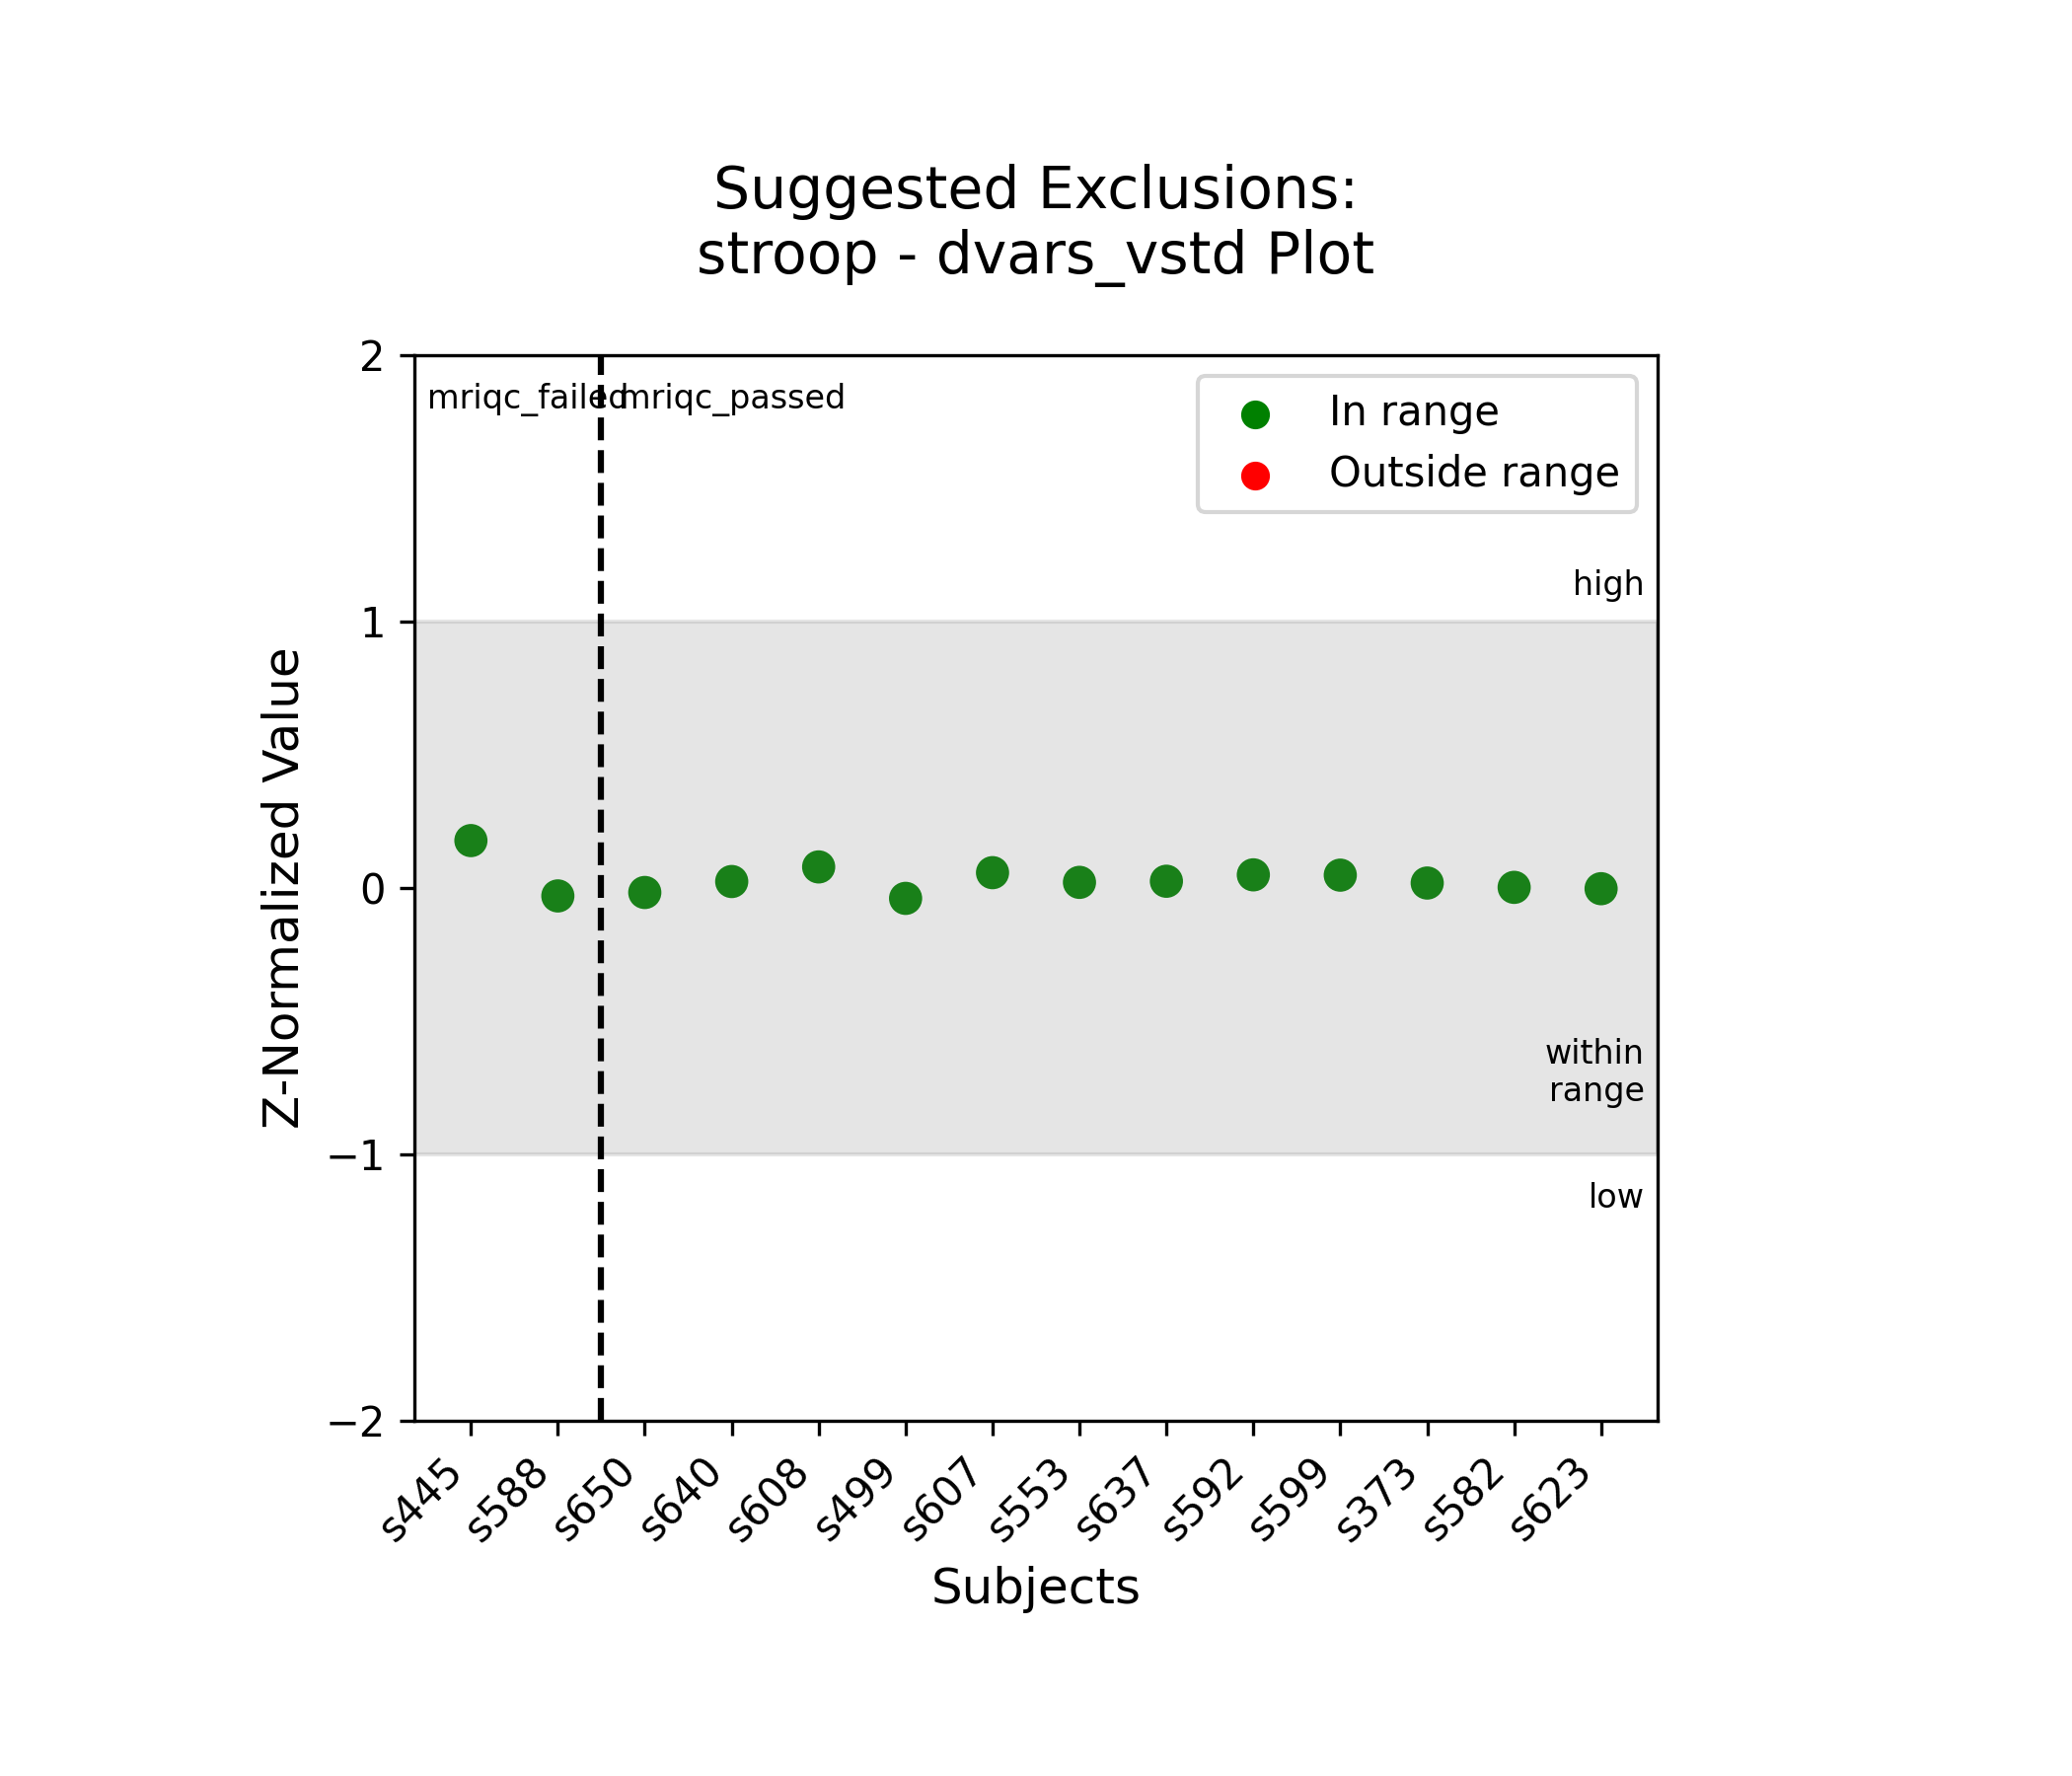 Suggested Exclusions:
stroop - dvars_vstd Plot
2
mriqc_failed
mriqc_passed
In range
Outside range
high
1
Z-Normalized Value
0
within
range
−1
low
−2
s445
s588
s650
s640
s608
s499
s607
s553
s637
s592
s599
s373
s582
s623
Subjects